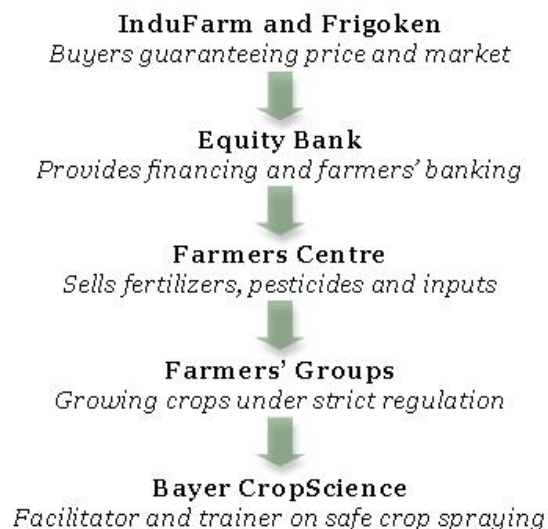 InduFarm and Frigoken
Buyers guaranteeing price and market
Equity Bank
Provides financing and farmers’ banking
Farmers Centre
Sells fertilizers, pesticides and inputs
Farmers’ Groups
Growing crops under strict regulation
Bayer CropScience
Facilitator and trainer on safe crop spraying